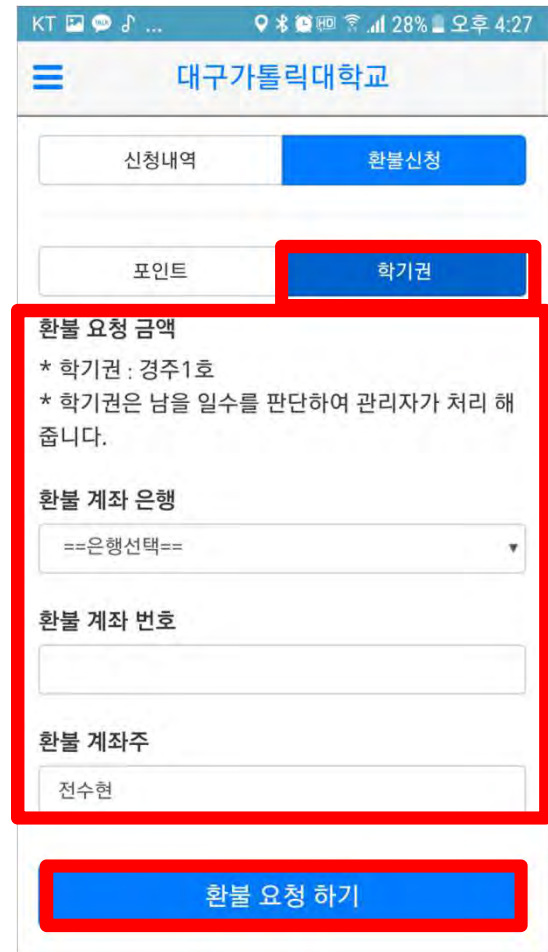 KT ... 28% 오후 4:27
대구가톨릭대학교
신청내역 환불신청
포인트 학기권
환불 요청 금액
* 학기권 : 경주1호
* 학기권은 남을 일수를 판단하여 관리자가 처리 해
줍니다.
환불 계좌 은행
==은행선택==
환불 계좌 번호
환불 계좌주
전수현
환불 요청 하기